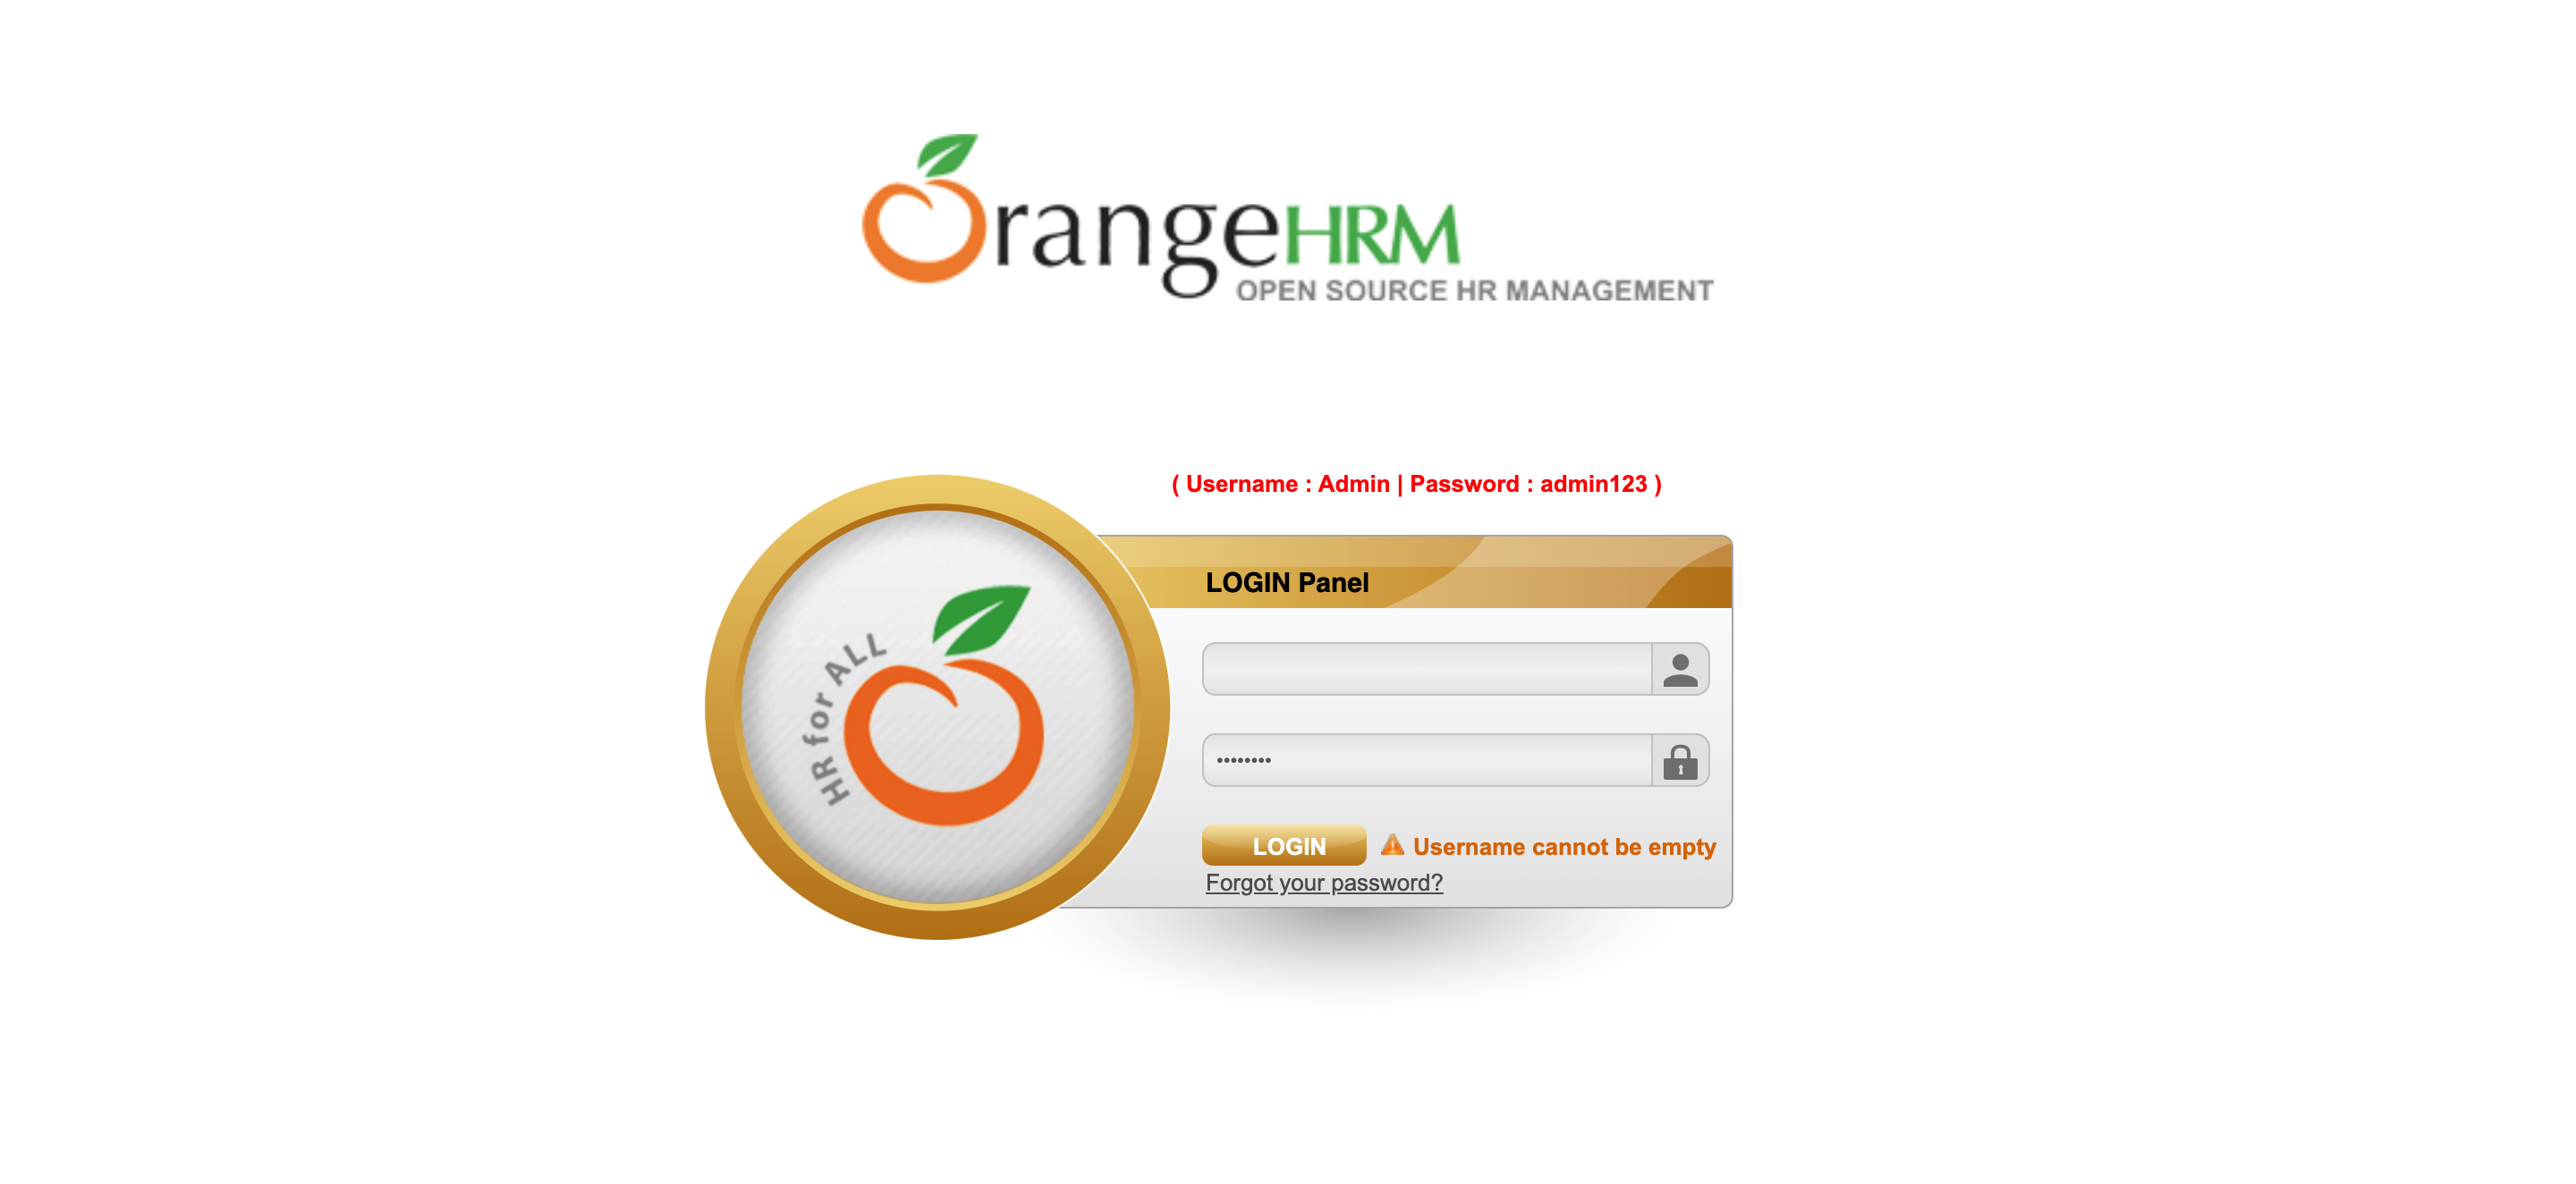 OrangeHRM
OPEN SOURCE HR MANAGEMENT
( Username : Admin | Password : admin123 )
HR for ALL
LOGIN Panel
••••••••
LOGIN
Username cannot be empty
Forgot your password?